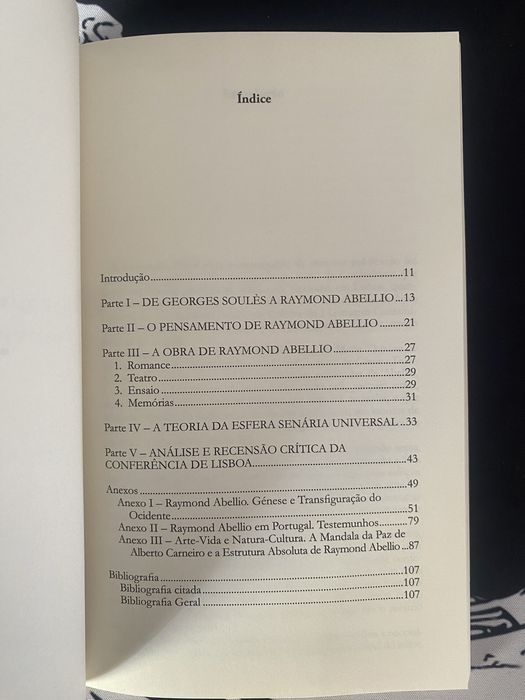 Índice
Introdução....................11
Parte I – DE GEORGES SOULÈS A RAYMOND ABELLIO...13
Parte II – O PENSAMENTO DE RAYMOND ABELLIO........21
Parte III – A OBRA DE RAYMOND ABELLIO....................27
1. Romance....................27
2. Teatro....................29
3. Ensaio....................29
4. Memórias....................31
Parte IV – A TEORIA DA ESFERA SENÁRIA UNIVERSAL..33
Parte V – ANÁLISE E RECENSÃO CRÍTICA DA
CONFERÊNCIA DE LISBOA....................43
Anexos....................49
Anexo I – Raymond Abellio. Génese e Transfiguração do
Ocidente....................51
Anexo II – Raymond Abellio em Portugal. Testemunhos........79
Anexo III – Arte-Vida e Natura-Cultura. A Mandala da Paz de
Alberto Carneiro e a Estrutura Absoluta de Raymond Abellio...87
Bibliografia....................107
Bibliografia citada....................107
Bibliografia Geral....................107